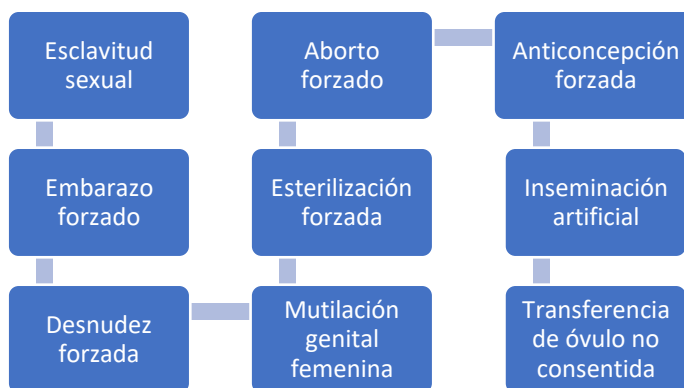 Esclavitud
sexual
Embarazo
forzado
Desnudez
forzada
Mutilación
genital
femenina
Esterilización
forzada
Aborto
forzado
Anticoncepción
forzada
Inseminación
artificial
Transferencia
de óvulo no
consentida